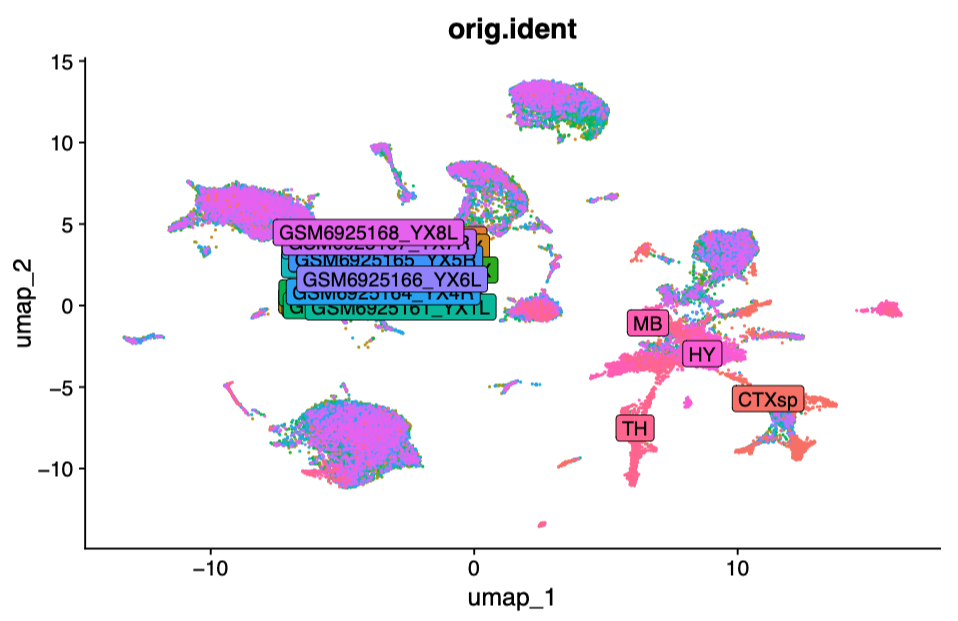 orig.ident
15
10
5
0
−5
−10
umap_2
GSM6925168_YX8L
GSM6925165_YX5R
GSM6925166_YX6L
GSM6925164_YX4R
GSM6925161_YX1L
MB
HY
CTXsp
TH
−10
0
10
umap_1